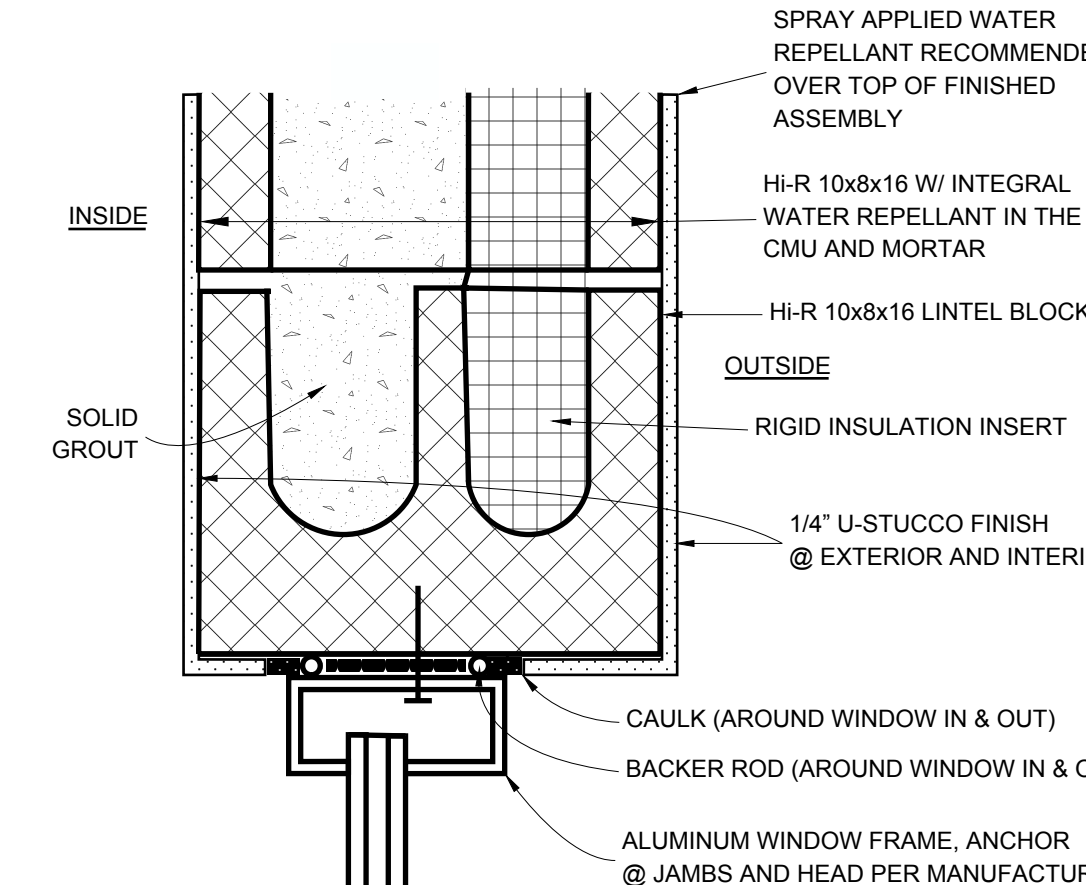 SPRAY APPLIED WATER
REPELLANT RECOMMENDE
OVER TOP OF FINISHED
ASSEMBLY
Hi-R 10x8x16 W/ INTEGRAL
WATER REPELLANT IN THE
CMU AND MORTAR
INSIDE
Hi-R 10x8x16 LINTEL BLOCK
OUTSIDE
SOLID
GROUT
RIGID INSULATION INSERT
1/4" U-STUCCO FINISH
@ EXTERIOR AND INTERI
CAULK (AROUND WINDOW IN & OUT)
BACKER ROD (AROUND WINDOW IN & O
ALUMINUM WINDOW FRAME, ANCHOR
@ JAMBS AND HEAD PER MANUFACTUR